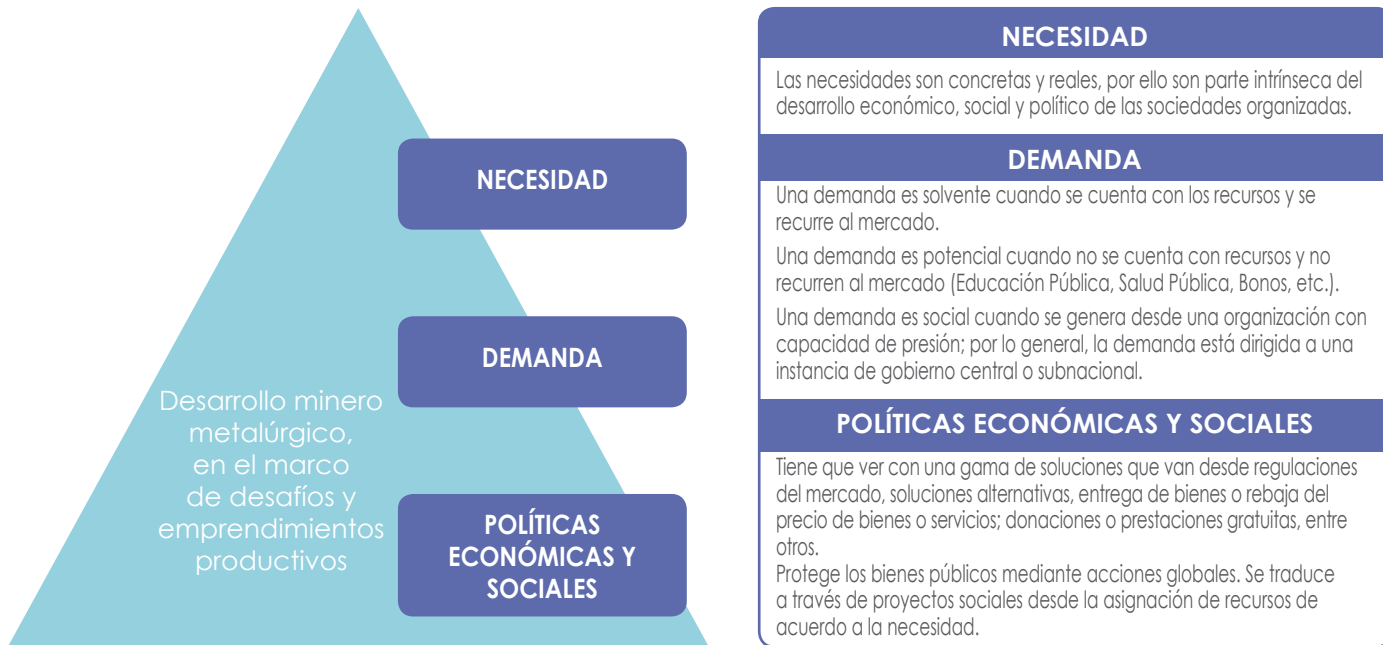 Desarrollo minero
metalúrgico,
en el marco
de desafíos y
emprendimientos
productivos
NECESIDAD
DEMANDA
POLÍTICAS
ECONÓMICAS Y
SOCIALES
NECESIDAD
Las necesidades son concretas y reales, por ello son parte intrínseca del
desarrollo económico, social y político de las sociedades organizadas.
DEMANDA
Una demanda es solvente cuando se cuenta con los recursos y se
recurre al mercado.
Una demanda es potencial cuando no se cuenta con recursos y no
recurren al mercado (Educación Pública, Salud Pública, Bonos, etc.).
Una demanda es social cuando se genera desde una organización con
capacidad de presión; por lo general, la demanda está dirigida a una
instancia de gobierno central o subnacional.
POLÍTICAS ECONÓMICAS Y SOCIALES
Tiene que ver con una gama de soluciones que van desde regulaciones
del mercado, soluciones alternativas, entrega de bienes o rebaja del
precio de bienes o servicios; donaciones o prestaciones gratuitas, entre
otros.
Protege los bienes públicos mediante acciones globales. Se traduce
a través de proyectos sociales desde la asignación de recursos de
acuerdo a la necesidad.